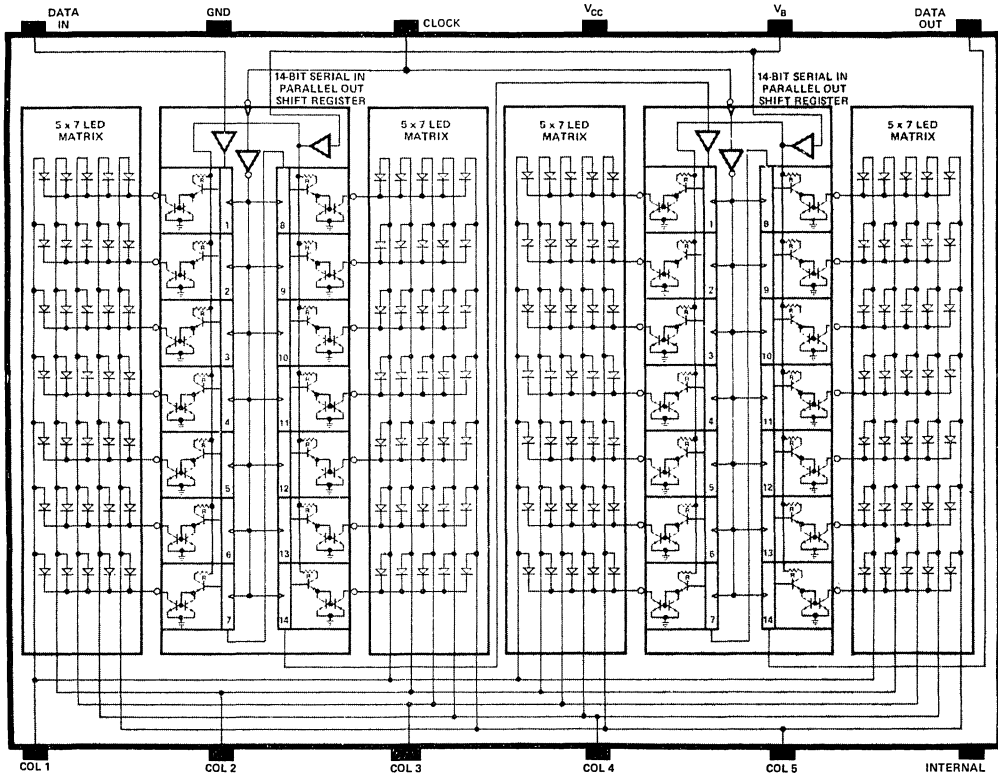 DATA IN
GND
CLOCK
VCC
VB
DATA OUT
14-BIT SERIAL IN
PARALLEL OUT
SHIFT REGISTER
14-BIT SERIAL IN
PARALLEL OUT
SHIFT REGISTER
5 x 7 LED
MATRIX
5 x 7 LED
MATRIX
5 x 7 LED
MATRIX
5 x 7 LED
MATRIX
R R R R
1 8 1 8
R R R R
2 9 2 9
R R R R
3 10 3 10
R R R R
4 11 4 11
R R R R
5 12 5 12
R R R R
6 13 6 13
R R R R
7 14 7 14
COL 1
COL 2
COL 3
COL 4
COL 5
INTERNAL